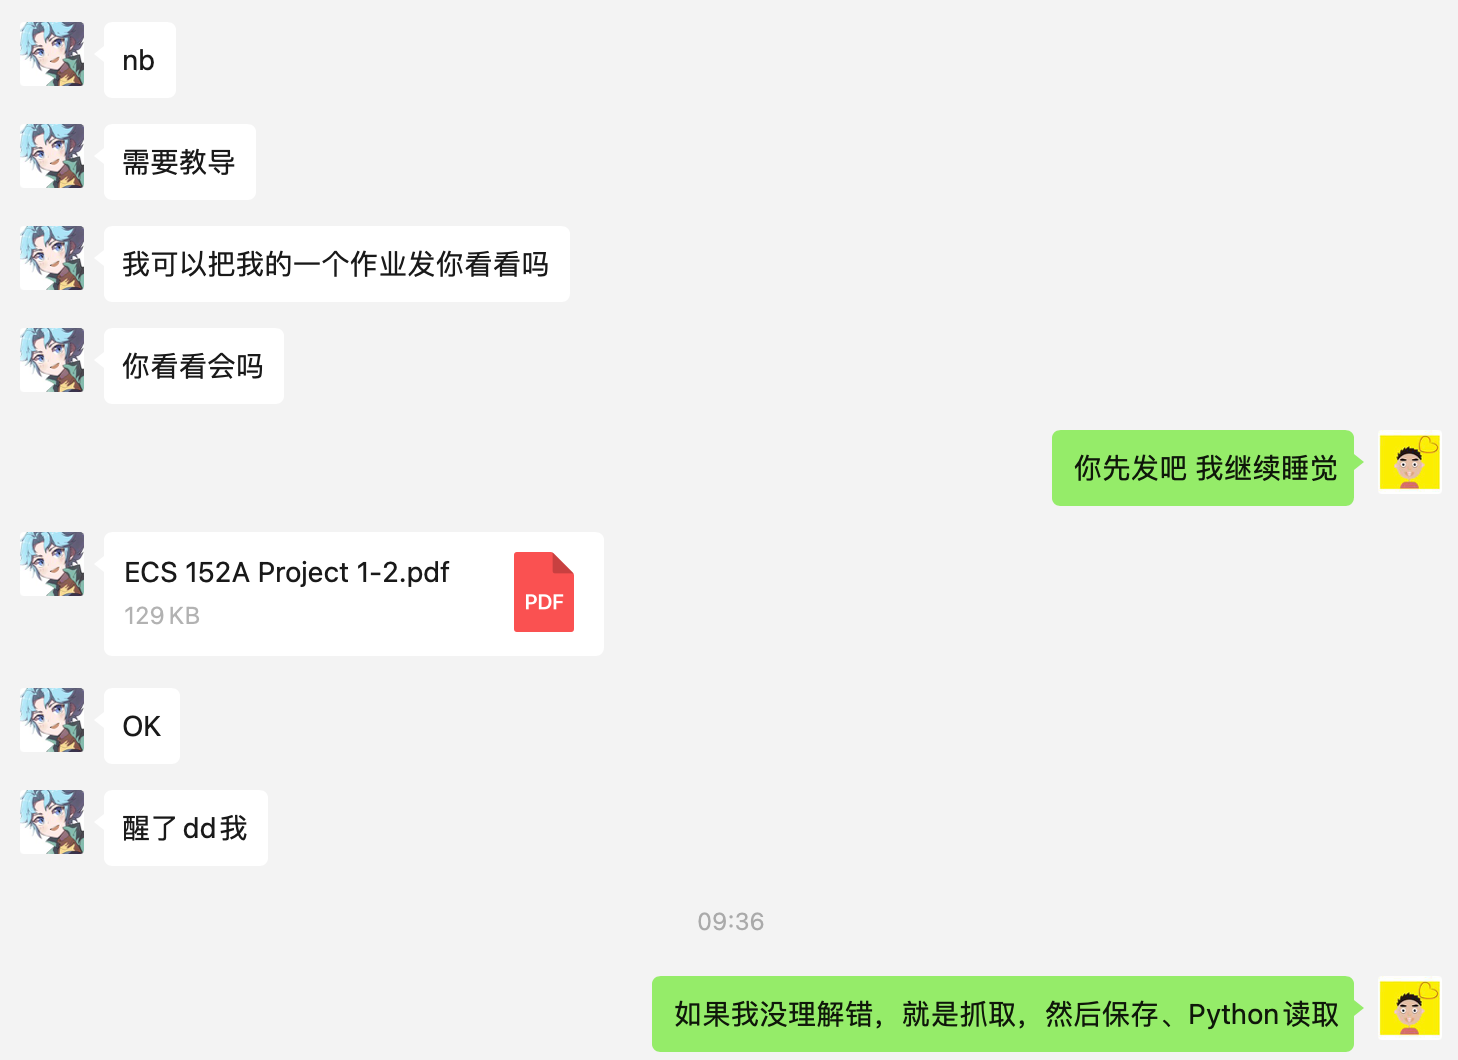 nb
需要教导
我可以把我的一个作业发你看看吗
你看看会吗
你先发吧 我继续睡觉
ECS 152A Project 1-2.pdf
129 KB
PDF
OK
醒了dd我
09:36
如果我没理解错，就是抓取，然后保存、Python读取